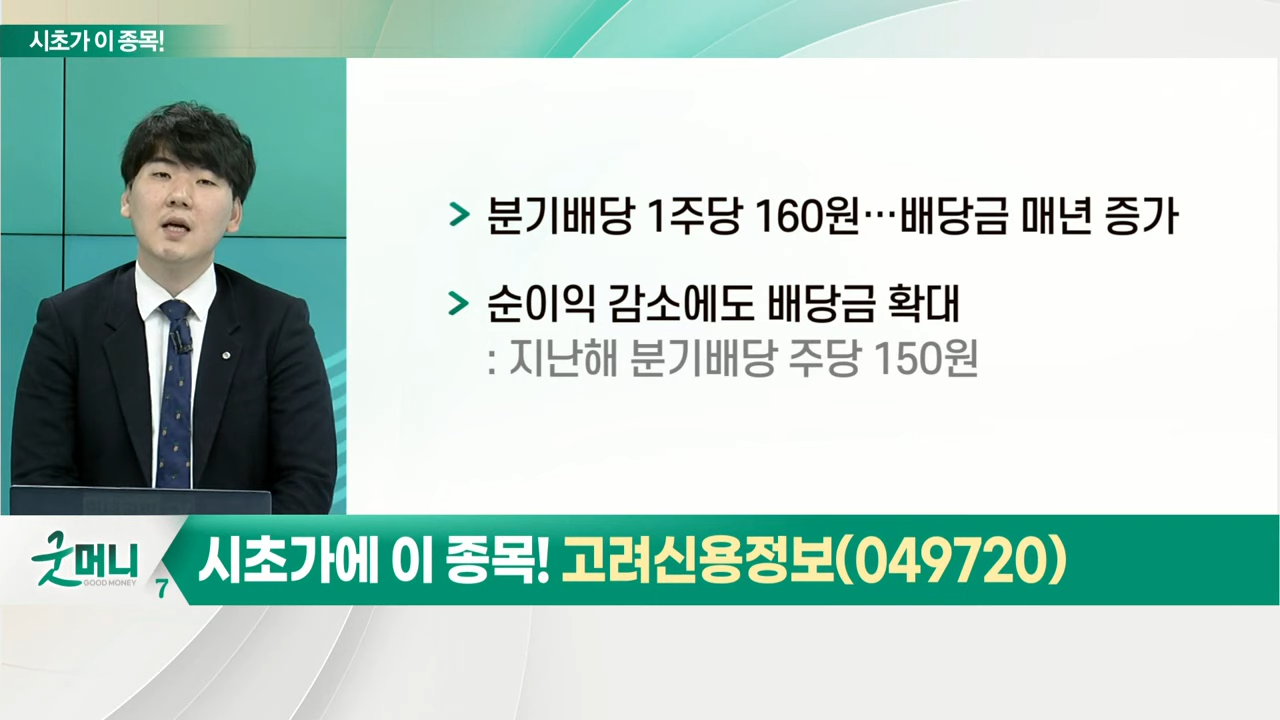 시초가 이 종목!
> 분기배당 1주당 160원…배당금 매년 증가
> 순이익 감소에도 배당금 확대
: 지난해 분기배당 주당 150원
굿머니
GOOD MONEY
7
시초가에 이 종목! 고려신용정보(049720)